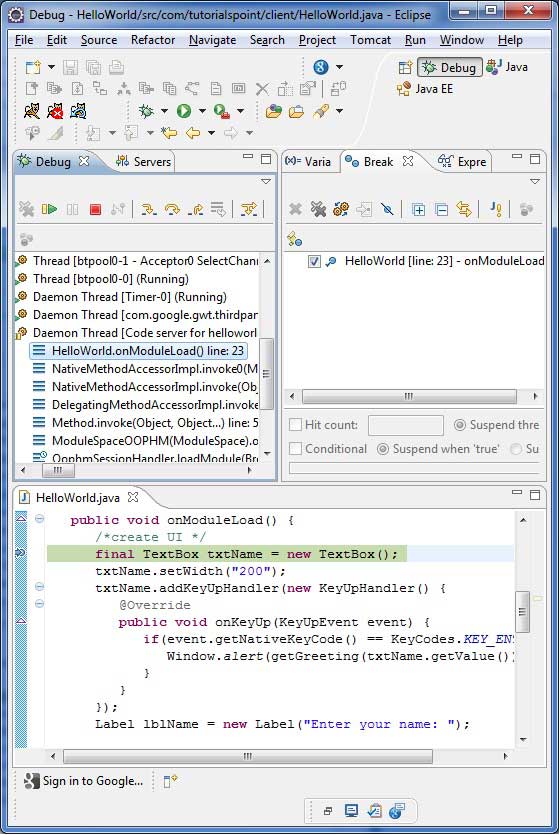 Debug - HelloWorld/src/com/tutorialspoint/client/HelloWorld.java - Eclipse
File Edit Source Refactor Navigate Search Project Tomcat Run Window Help
Debug Java
Java EE
Debug Servers
(x)= Varia Break Expre
Thread [btpool0-1 - Acceptor0 SelectChan
Thread [btpool0-0] (Running)
Daemon Thread [Timer-0] (Running)
Daemon Thread [com.google.gwt.thirdpar
Daemon Thread [Code server for helloworl
HelloWorld.onModuleLoad() line: 23
NativeMethodAccessorImpl.invoke0(M
NativeMethodAccessorImpl.invoke(Ob
DelegatingMethodAccessorImpl.invoke
Method.invoke(Object, Object...) line: 5
ModuleSpaceOOPHM(ModuleSpace).o
OophmSessionHandler.loadModule(Bro
HelloWorld [line: 23] - onModuleLoad
Hit count: Suspend thre
Conditional Suspend when 'true' Su
HelloWorld.java
public void onModuleLoad() {
/*create UI */
final TextBox txtName = new TextBox();
txtName.setWidth("200");
txtName.addKeyUpHandler(new KeyUpHandler() {
@Override
public void onKeyUp(KeyUpEvent event) {
if(event.getNativeKeyCode() == KeyCodes.KEY_EN
Window.alert(getGreeting(txtName.getValue())
}
}
});
Label lblName = new Label("Enter your name: ");
Sign in to Google...